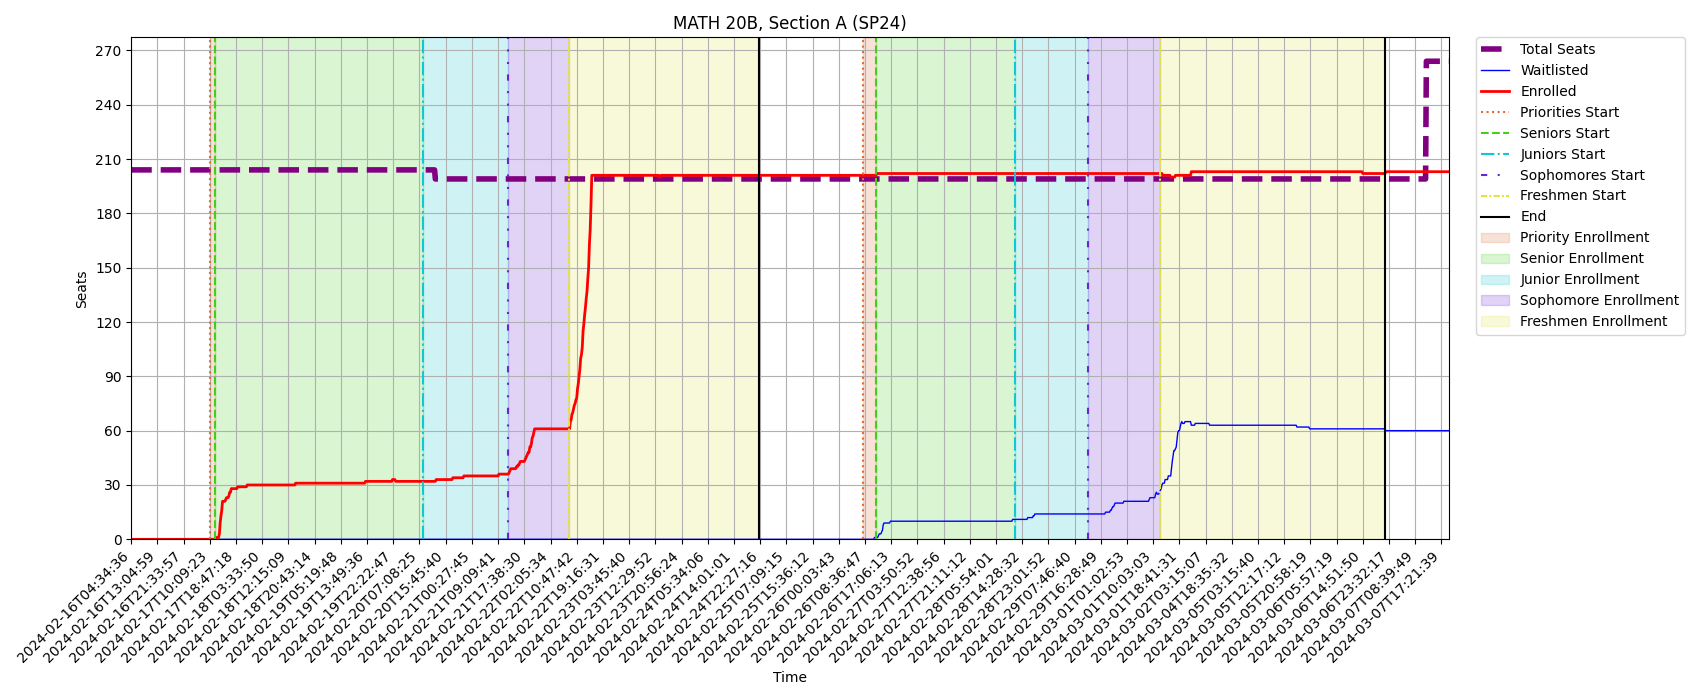 MATH 20B, Section A (SP24)
270
240
210
180
150
120
90
60
30
0
Seats
2024-02-16T04:34:36
2024-02-16T13:04:59
2024-02-16T21:33:57
2024-02-17T10:09:23
2024-02-17T18:47:18
2024-02-18T03:33:50
2024-02-18T12:15:09
2024-02-18T20:43:14
2024-02-19T05:19:48
2024-02-19T13:49:36
2024-02-19T22:22:47
2024-02-20T07:08:25
2024-02-20T15:45:40
2024-02-21T00:27:45
2024-02-21T09:09:41
2024-02-21T17:38:30
2024-02-22T02:05:34
2024-02-22T10:47:42
2024-02-22T19:16:31
2024-02-23T03:45:40
2024-02-23T12:29:52
2024-02-23T20:56:24
2024-02-24T05:34:06
2024-02-24T14:01:01
2024-02-24T22:27:16
2024-02-25T07:09:15
2024-02-25T15:36:12
2024-02-26T00:03:43
2024-02-26T08:36:47
2024-02-26T17:06:13
2024-02-27T03:50:52
2024-02-27T12:38:56
2024-02-27T21:11:12
2024-02-28T05:54:01
2024-02-28T14:28:32
2024-02-28T23:01:52
2024-02-29T07:46:40
2024-02-29T16:28:49
2024-03-01T01:02:53
2024-03-01T10:03:03
2024-03-01T18:41:31
2024-03-02T03:15:07
2024-03-04T18:35:32
2024-03-05T03:15:40
2024-03-05T12:17:12
2024-03-05T20:58:19
2024-03-06T05:57:19
2024-03-06T14:51:50
2024-03-06T23:32:17
2024-03-07T08:39:49
2024-03-07T17:21:39
Time
Total Seats
Waitlisted
Enrolled
Priorities Start
Seniors Start
Juniors Start
Sophomores Start
Freshmen Start
End
Priority Enrollment
Senior Enrollment
Junior Enrollment
Sophomore Enrollment
Freshmen Enrollment